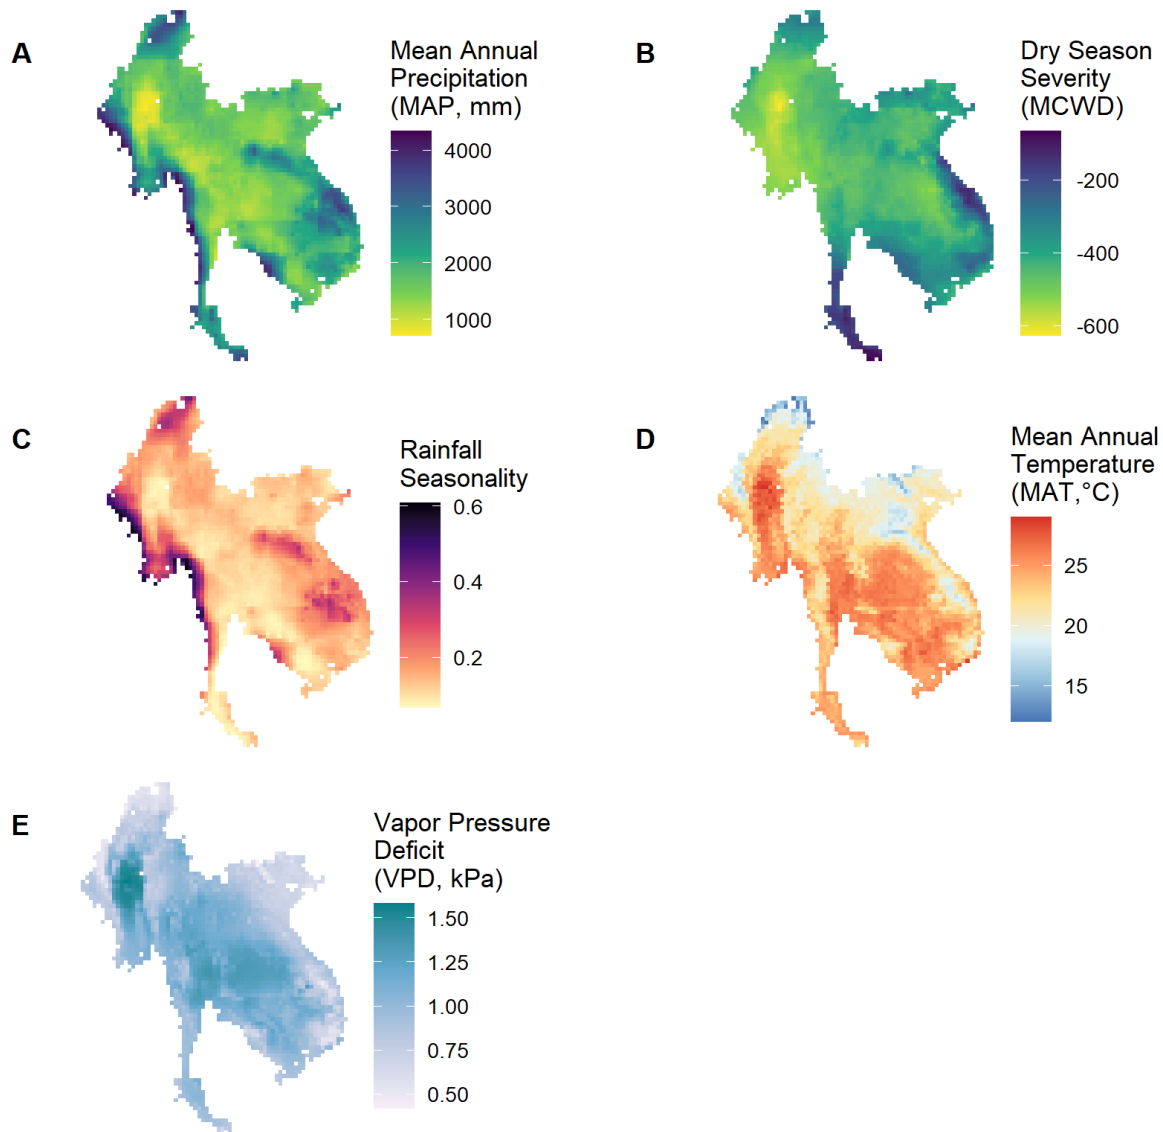 A
Mean Annual
Precipitation
(MAP, mm)
4000
3000
2000
1000
B
Dry Season
Severity
(MCWD)
-200
-400
-600
C
Rainfall
Seasonality
0.6
0.4
0.2
D
Mean Annual
Temperature
(MAT,°C)
25
20
15
E
Vapor Pressure
Deficit
(VPD, kPa)
1.50
1.25
1.00
0.75
0.50